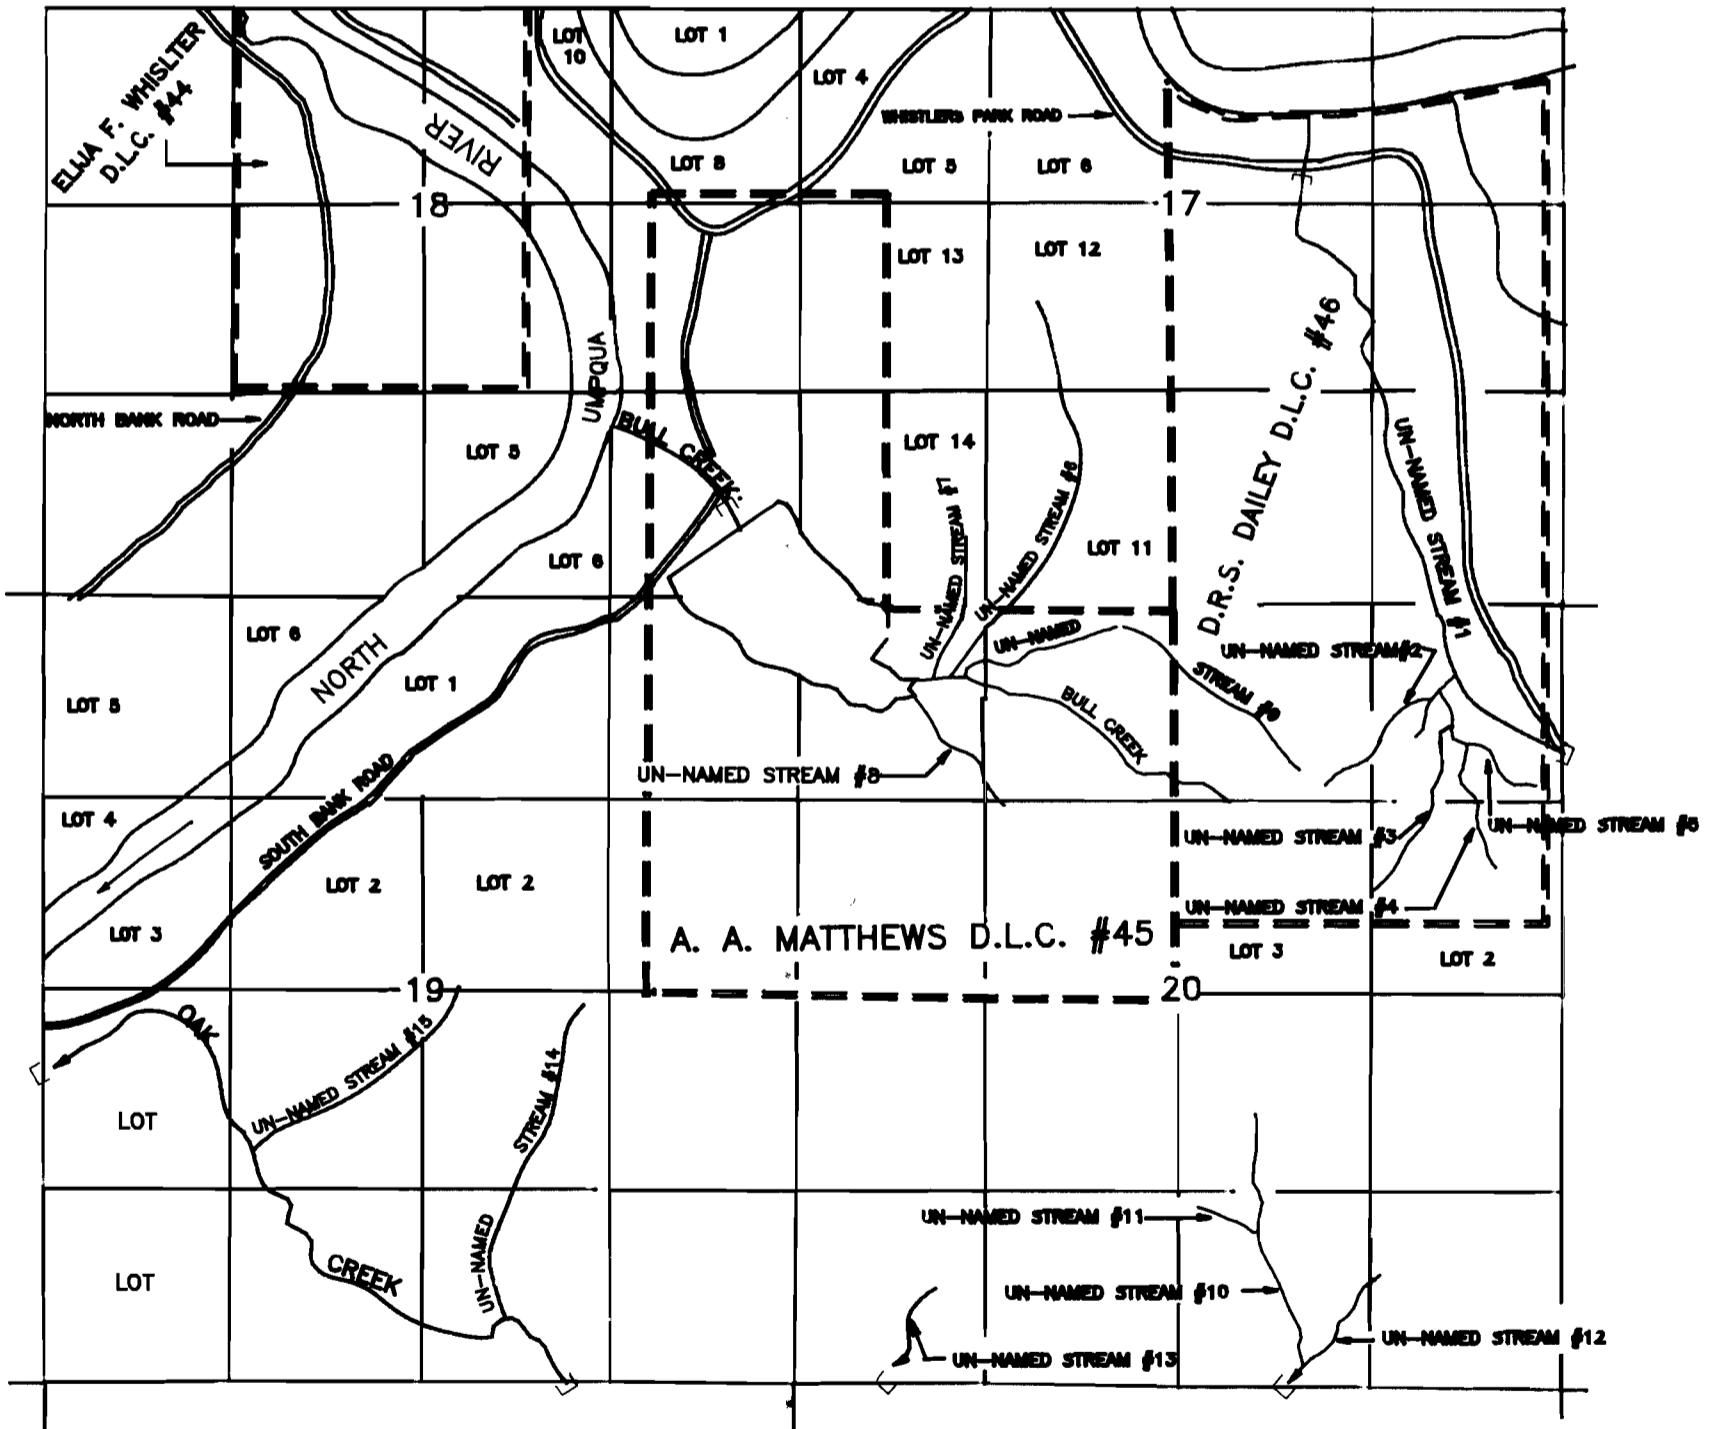 ELIJA F. WHISLTER
D.L.C. #44
RIVER
LOT
10
LOT 1
LOT 4
WHISTLERS PARK ROAD
LOT 8
LOT 5
LOT 6
18
17
LOT 13
LOT 12
D.R.S. DAILEY D.L.C. #46
UMPQUA
NORTH BANK ROAD
BULL CREEK.
LOT 5
LOT 14
UN-NAMED STREAM #7
UN-NAMED STREAM #6
UN-NAMED STREAM #1
LOT 6
LOT 11
LOT 6
NORTH
UN-NAMED STREAM #9
UN-NAMED STREAM #2
LOT 5
LOT 1
BULL CREEK
UN-NAMED STREAM #8
LOT 4
SOUTH BANK ROAD
UN-NAMED STREAM #3
UN-NAMED STREAM #5
LOT 2
LOT 2
UN-NAMED STREAM #4
LOT 3
A. A. MATTHEWS D.L.C. #45
LOT 3
LOT 2
19
20
OAK
UN-NAMED STREAM #15
UN-NAMED STREAM #14
LOT
LOT
CREEK
UN-NAMED STREAM #11
UN-NAMED STREAM #10
UN-NAMED STREAM #12
UN-NAMED STREAM #13